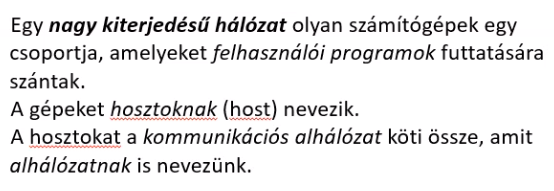 Egy nagy kiterjedésű hálózat olyan számítógépek egy
csoportja, amelyeket felhasználói programok futtatására
szántak.
A gépeket hosztoknak (host) nevezik.
A hosztokat a kommunikációs alhálózat köti össze, amit
alhálózatnak is nevezünk.